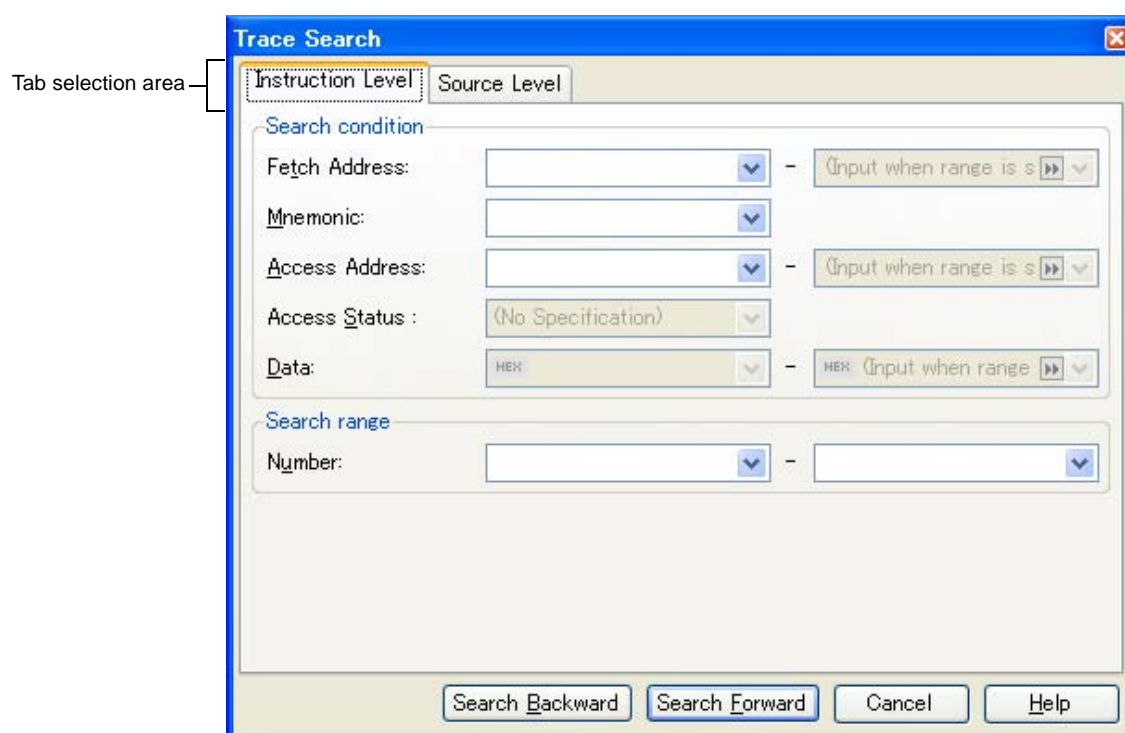 Trace Search
Tab selection area
Instruction Level Source Level
Search condition
Fetch Address: - (Input when range is s
Mnemonic:
Access Address: - (Input when range is s
Access Status : (No Specification)
Data: HEX - HEX (Input when range
Search range
Number: -
Search Backward Search Forward Cancel Help